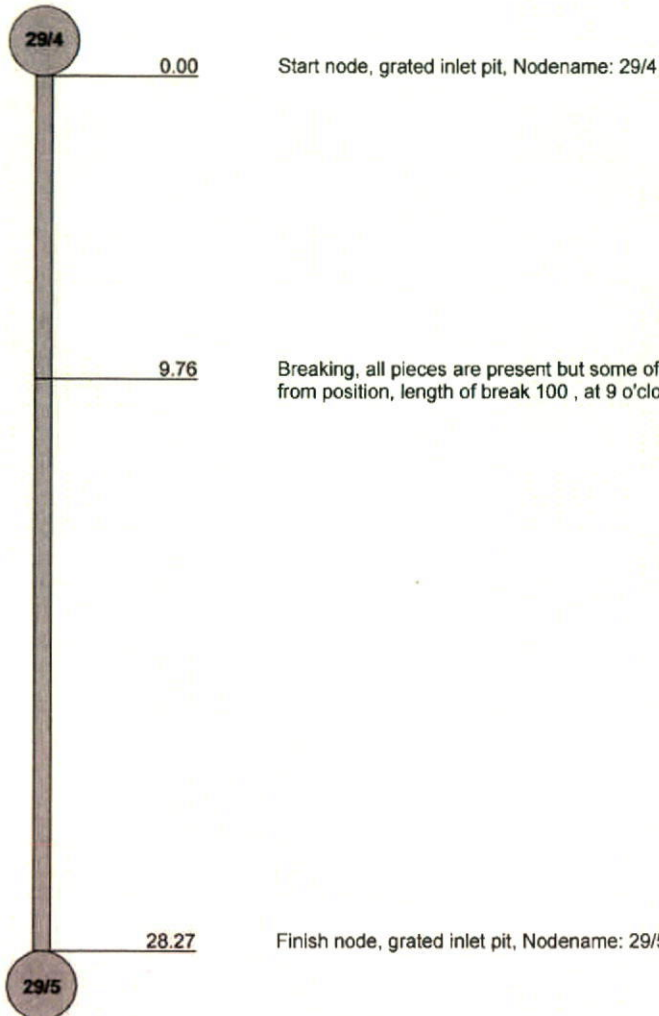 29/4
0.00 Start node, grated inlet pit, Nodename: 29/4
9.76 Breaking, all pieces are present but some of
from position, length of break 100 , at 9 o'clo
28.27 Finish node, grated inlet pit, Nodename: 29/5
29/5